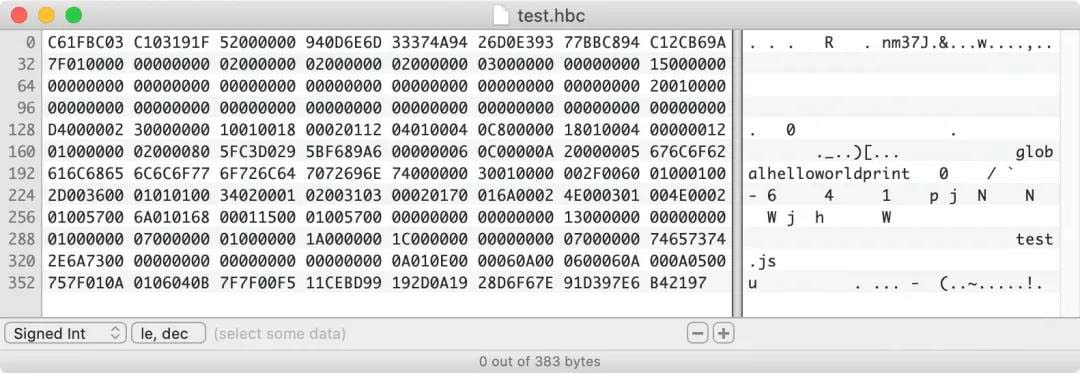 test.hbc
0 C61FBC03 C103191F 52000000 940D6E6D 33374A94 26D0E393 77BBC894 C12CB69A . . . R . nm37J.&...w....,..
32 7F010000 00000000 02000000 02000000 02000000 03000000 00000000 15000000
64 00000000 00000000 00000000 00000000 00000000 00000000 00000000 20010000
96 00000000 00000000 00000000 00000000 00000000 00000000 00000000 00000000
128 D4000002 30000000 10010018 00020112 04010004 0C800000 18010004 00000012 . 0 .
160 01000000 02000080 5FC3D029 5BF689A6 00000006 0C00000A 20000005 676C6F62 ._..)[... glob
192 616C6865 6C6C6F77 6F726C64 7072696E 74000000 30010000 002F0060 01000100 alhelloworldprint 0 / `
224 2D003600 01010100 34020001 02003103 00020170 016A0002 4E000301 004E0002 - 6 4 1 p j N N
256 01005700 6A010168 00011500 01005700 00000000 00000000 13000000 00000000 W j h W
288 01000000 07000000 01000000 1A000000 1C000000 00000000 07000000 74657374 test
320 2E6A7300 00000000 00000000 00000000 0A010E00 00060A00 0600060A 000A0500 .js
352 757F010A 0106040B 7F7F00F5 11CEBD99 192D0A19 28D6F67E 91D397E6 B42197 u . ... - (..~.....!.
Signed Int le, dec (select some data)
0 out of 383 bytes